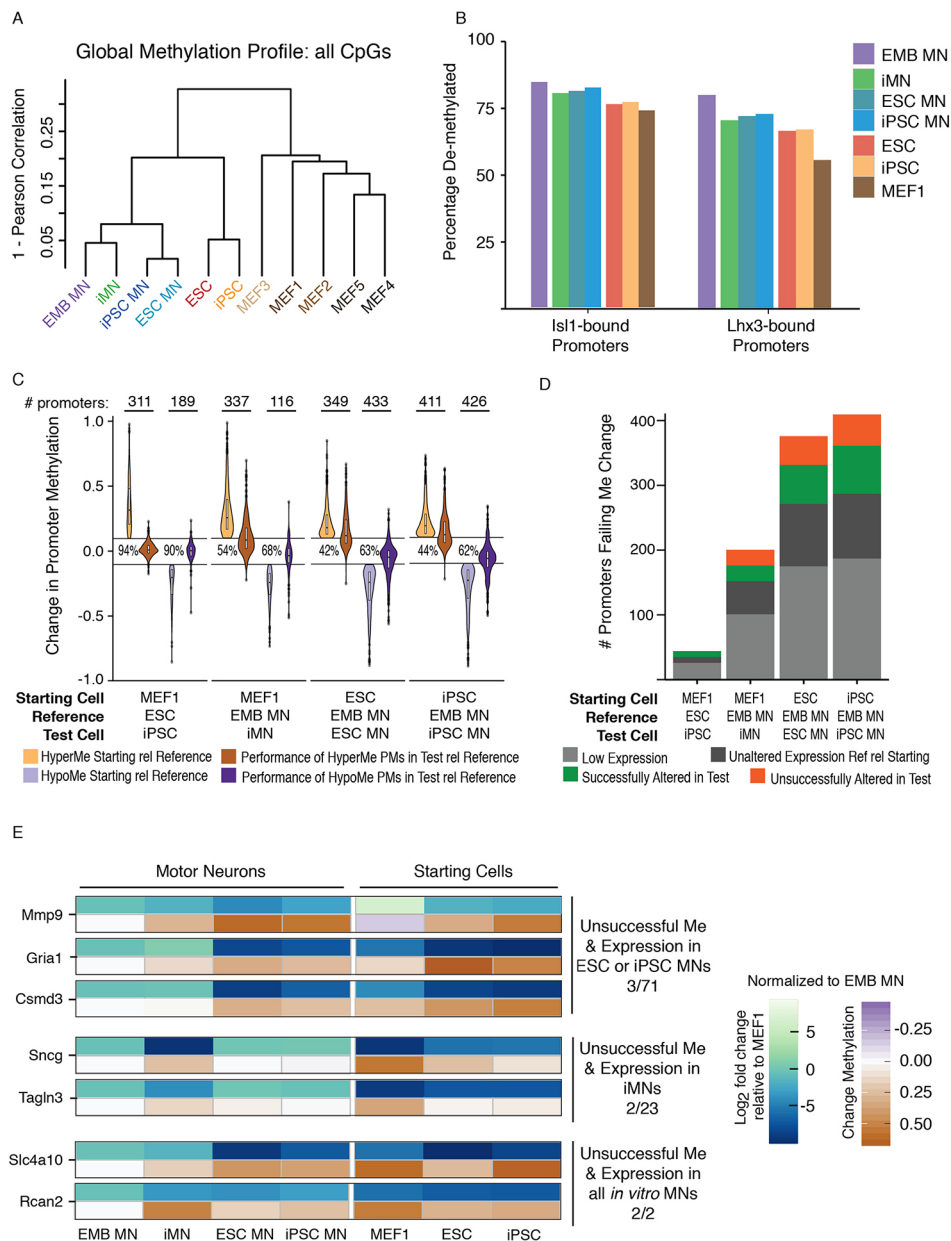 A
Global Methylation Profile: all CpGs
1 - Pearson Correlation
0.25
0.15
0.05
EMB MN
iMN
iPSC MN
ESC MN
ESC
iPSC
MEF3
MEF1
MEF2
MEF5
MEF4
B
Percentage De-methylated
100
75
50
25
Isl1-bound Promoters
Lhx3-bound Promoters
EMB MN
iMN
ESC MN
iPSC MN
ESC
iPSC
MEF1
C
# promoters: 311 189 337 116 349 433 411 426
Change in Promoter Methylation
1.0
0.5
0.0
-0.5
-1.0
94% 90% 54% 68% 42% 63% 44% 62%
Starting Cell MEF1 MEF1 ESC iPSC
Reference ESC EMB MN EMB MN EMB MN
Test Cell iPSC iMN ESC MN iPSC MN
HyperMe Starting rel Reference
Performance of HyperMe PMs in Test rel Reference
HypoMe Starting rel Reference
Performance of HypoMe PMs in Test rel Reference
D
# Promoters Failing Me Change
400
300
200
100
Starting Cell MEF1 MEF1 ESC iPSC
Reference ESC EMB MN EMB MN EMB MN
Test Cell iPSC iMN ESC MN iPSC MN
Low Expression
Unaltered Expression Ref rel Starting
Successfully Altered in Test
Unsuccessfully Altered in Test
E
Motor Neurons
Starting Cells
Mmp9
Gria1
Csmd3
Sncg
Tagln3
Slc4a10
Rcan2
EMB MN iMN ESC MN iPSC MN MEF1 ESC iPSC
Unsuccessful Me
& Expression in
ESC or iPSC MNs
3/71
Unsuccessful Me
& Expression in
iMNs
2/23
Unsuccessful Me
& Expression in
all in vitro MNs
2/2
Normalized to EMB MN
Log2 fold change
relative to MEF1
5
0
-5
Change Methylation
-0.25
0.00
0.25
0.50